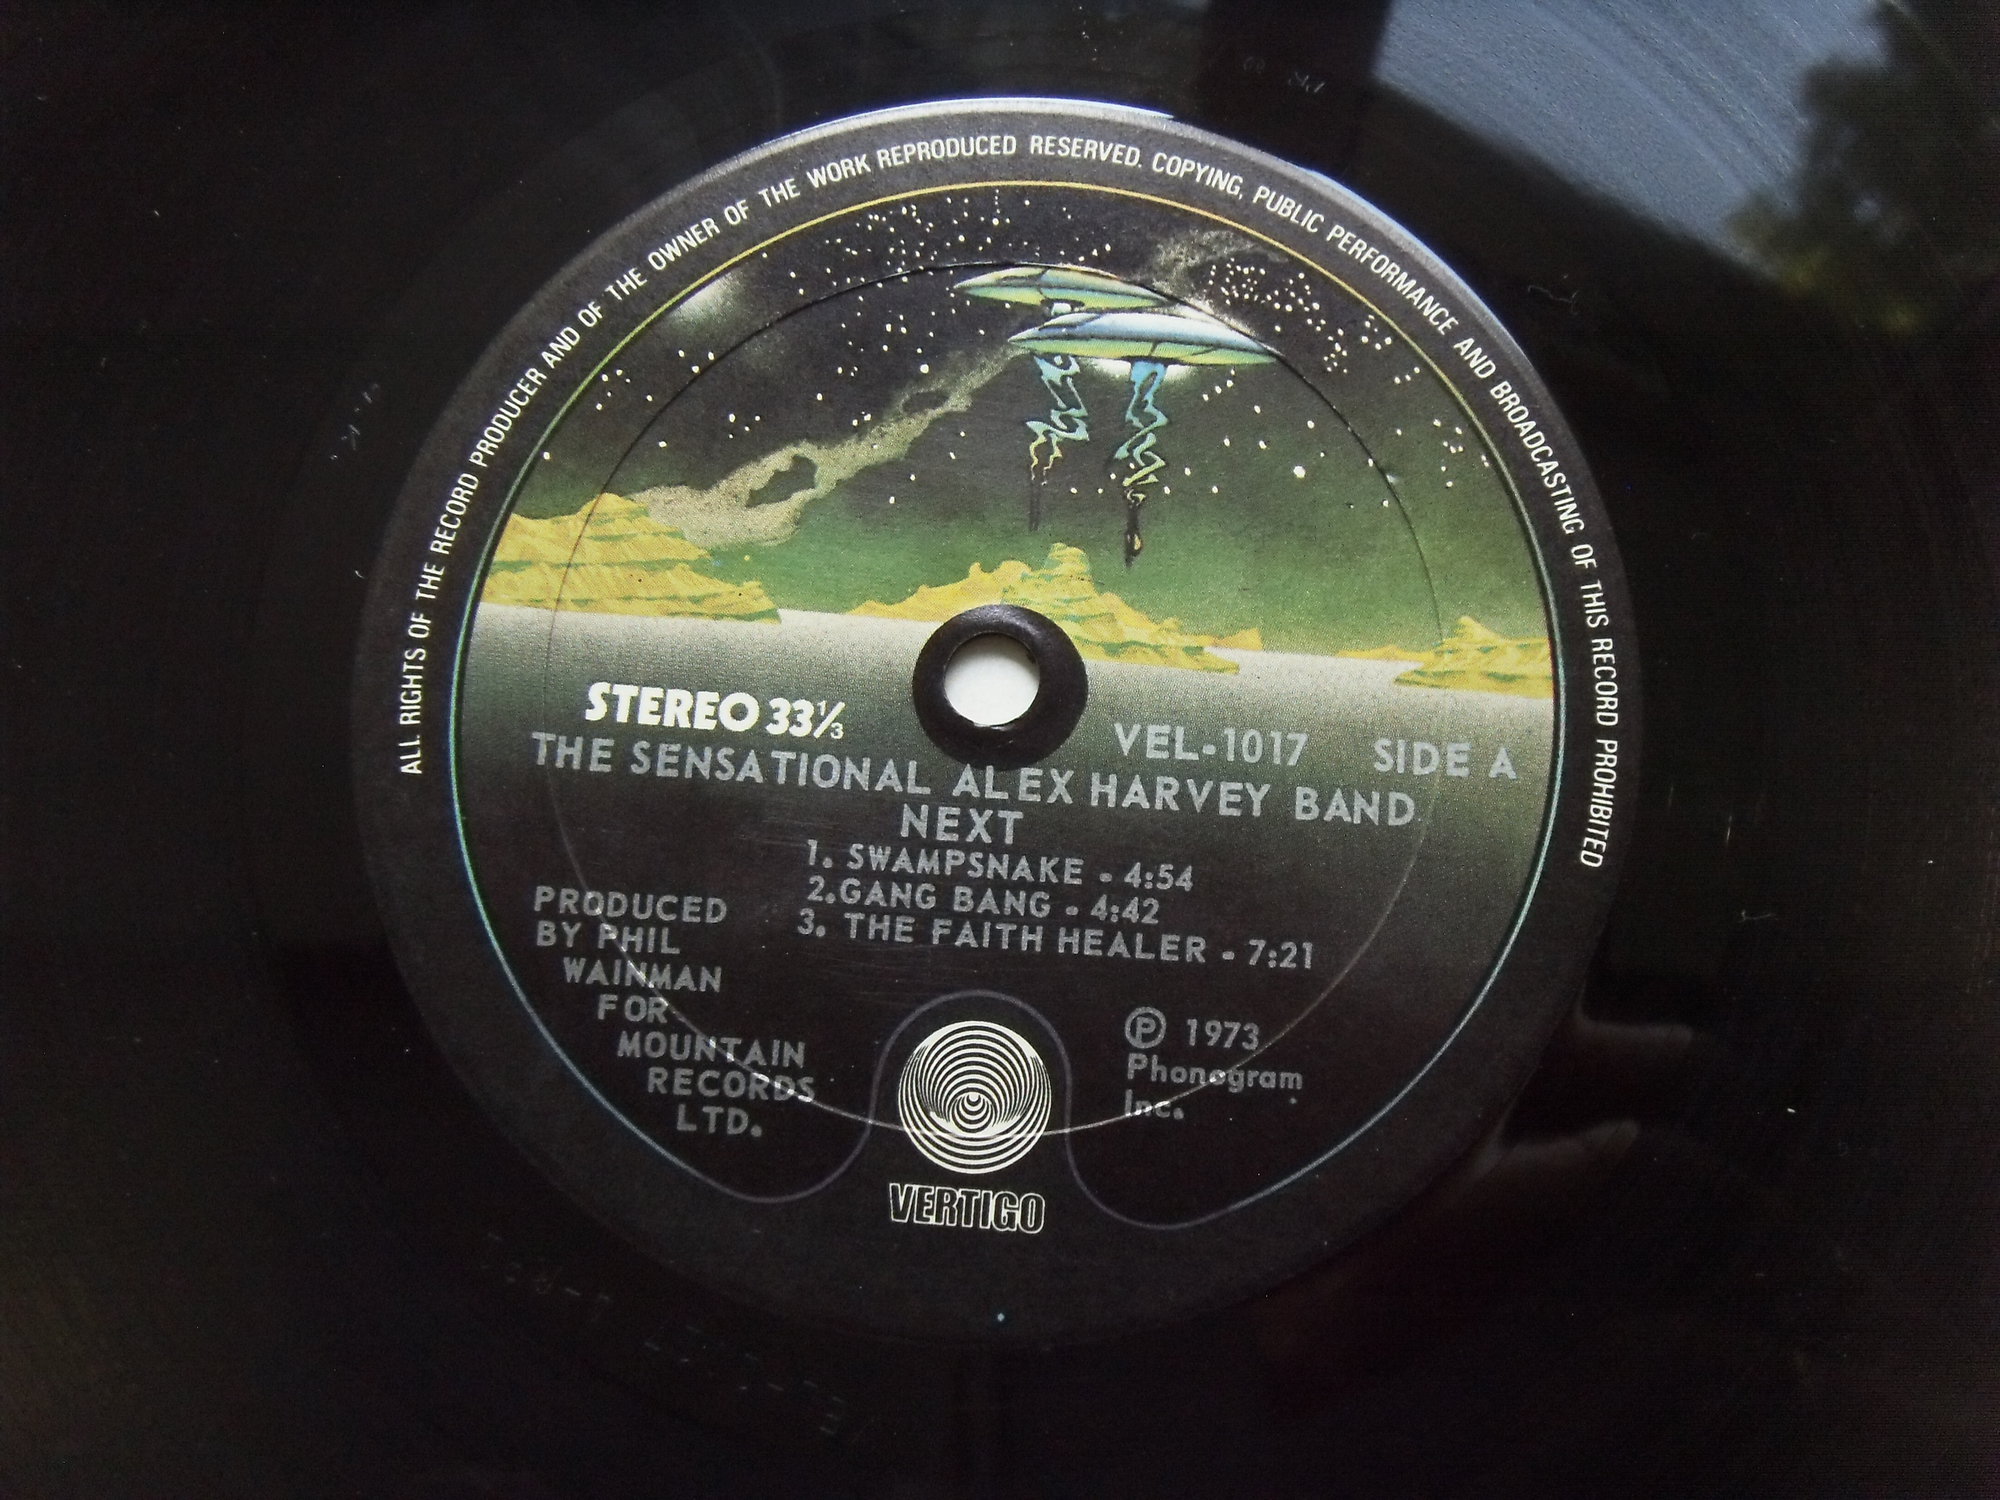 ALL RIGHTS OF THE RECORD PRODUCER AND OF THE OWNER OF THE WORK REPRODUCED RESERVED. COPYING, PUBLIC PERFORMANCE AND BROADCASTING OF THIS RECORD PROHIBITED
STEREO 33⅓
VEL-1017 SIDE A
THE SENSATIONAL ALEX HARVEY BAND
NEXT
1. SWAMPSNAKE - 4:54
2.GANG BANG - 4:42
3. THE FAITH HEALER - 7:21
PRODUCED
BY PHIL
WAINMAN
FOR
MOUNTAIN
RECORDS
LTD.
Ⓟ 1973
Phonogram
Inc.
VERTIGO